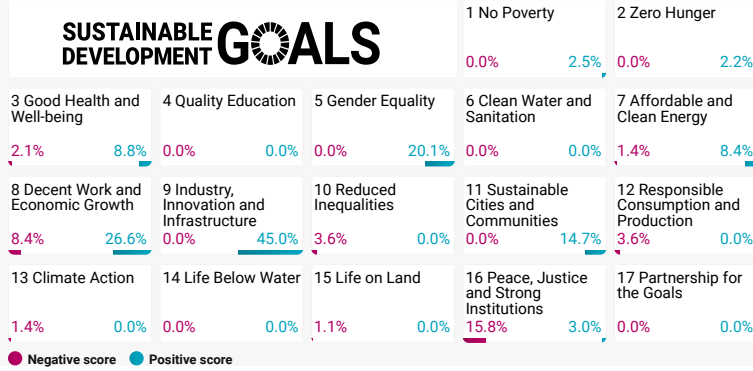 SUSTAINABLE
DEVELOPMENT
GOALS
1 No Poverty
0.0% 2.5%
2 Zero Hunger
0.0% 2.2%
3 Good Health and
Well-being
2.1% 8.8%
4 Quality Education
0.0% 0.0%
5 Gender Equality
0.0% 20.1%
6 Clean Water and
Sanitation
0.0% 0.0%
7 Affordable and
Clean Energy
1.4% 8.4%
8 Decent Work and
Economic Growth
8.4% 26.6%
9 Industry,
Innovation and
Infrastructure
0.0% 45.0%
10 Reduced
Inequalities
3.6% 0.0%
11 Sustainable
Cities and
Communities
0.0% 14.7%
12 Responsible
Consumption and
Production
3.6% 0.0%
13 Climate Action
1.4% 0.0%
14 Life Below Water
0.0% 0.0%
15 Life on Land
1.1% 0.0%
16 Peace, Justice
and Strong
Institutions
15.8% 3.0%
17 Partnership for
the Goals
0.0% 0.0%
Negative score Positive score